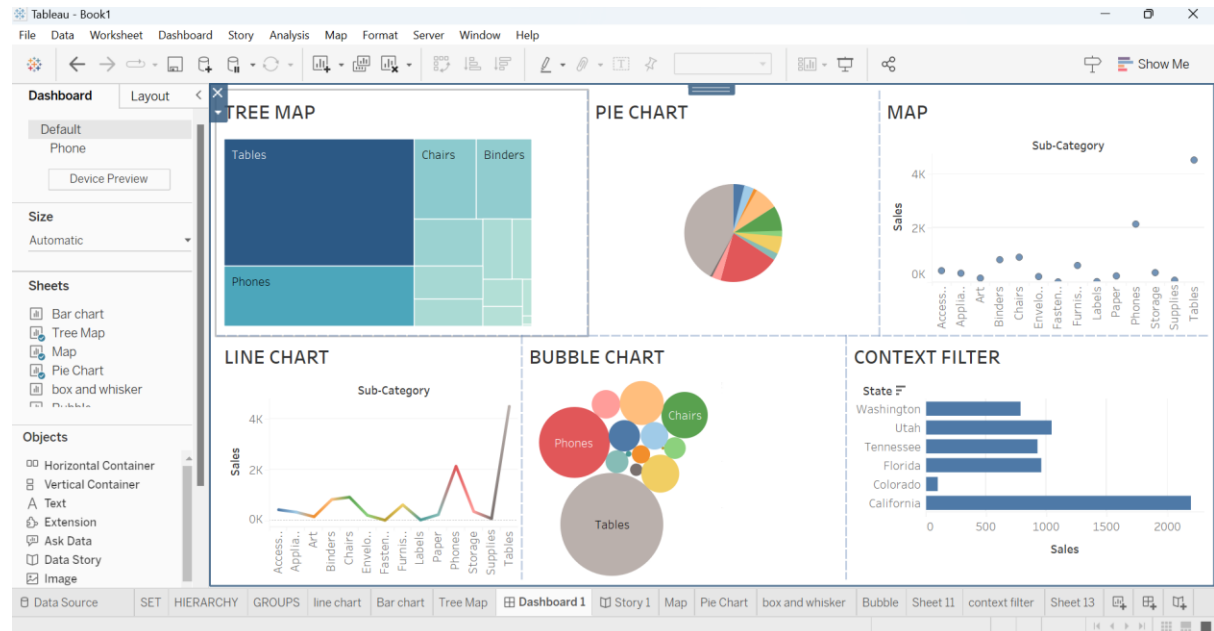 Tableau - Book1
File Data Worksheet Dashboard Story Analysis Map Format Server Window Help
Show Me
Dashboard Layout
Default
Phone
Device Preview
Size
Automatic
Sheets
Bar chart
Tree Map
Map
Pie Chart
box and whisker
Objects
Horizontal Container
Vertical Container
A Text
Extension
Ask Data
Data Story
Image
TREE MAP
Tables
Chairs
Binders
Phones
PIE CHART
MAP
Sub-Category
Sales
4K
2K
0K
Access..
Applia..
Art
Binders
Chairs
Envelo..
Fasten..
Furnis..
Labels
Paper
Phones
Storage
Supplies
Tables
LINE CHART
Sub-Category
Sales
4K
2K
0K
Access..
Applia..
Art
Binders
Chairs
Envelo..
Fasten..
Furnis..
Labels
Paper
Phones
Storage
Supplies
Tables
BUBBLE CHART
Chairs
Phones
Tables
CONTEXT FILTER
State
Washington
Utah
Tennessee
Florida
Colorado
California
0 500 1000 1500 2000
Sales
Data Source SET HIERARCHY GROUPS line chart Bar chart Tree Map Dashboard 1 Story 1 Map Pie Chart box and whisker Bubble Sheet 11 context filter Sheet 13